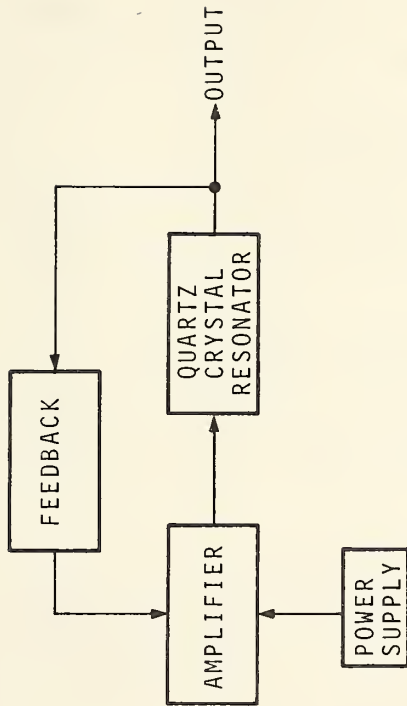 FEEDBACK
AMPLIFIER
QUARTZ
CRYSTAL
RESONATOR
OUTPUT
POWER
SUPPLY